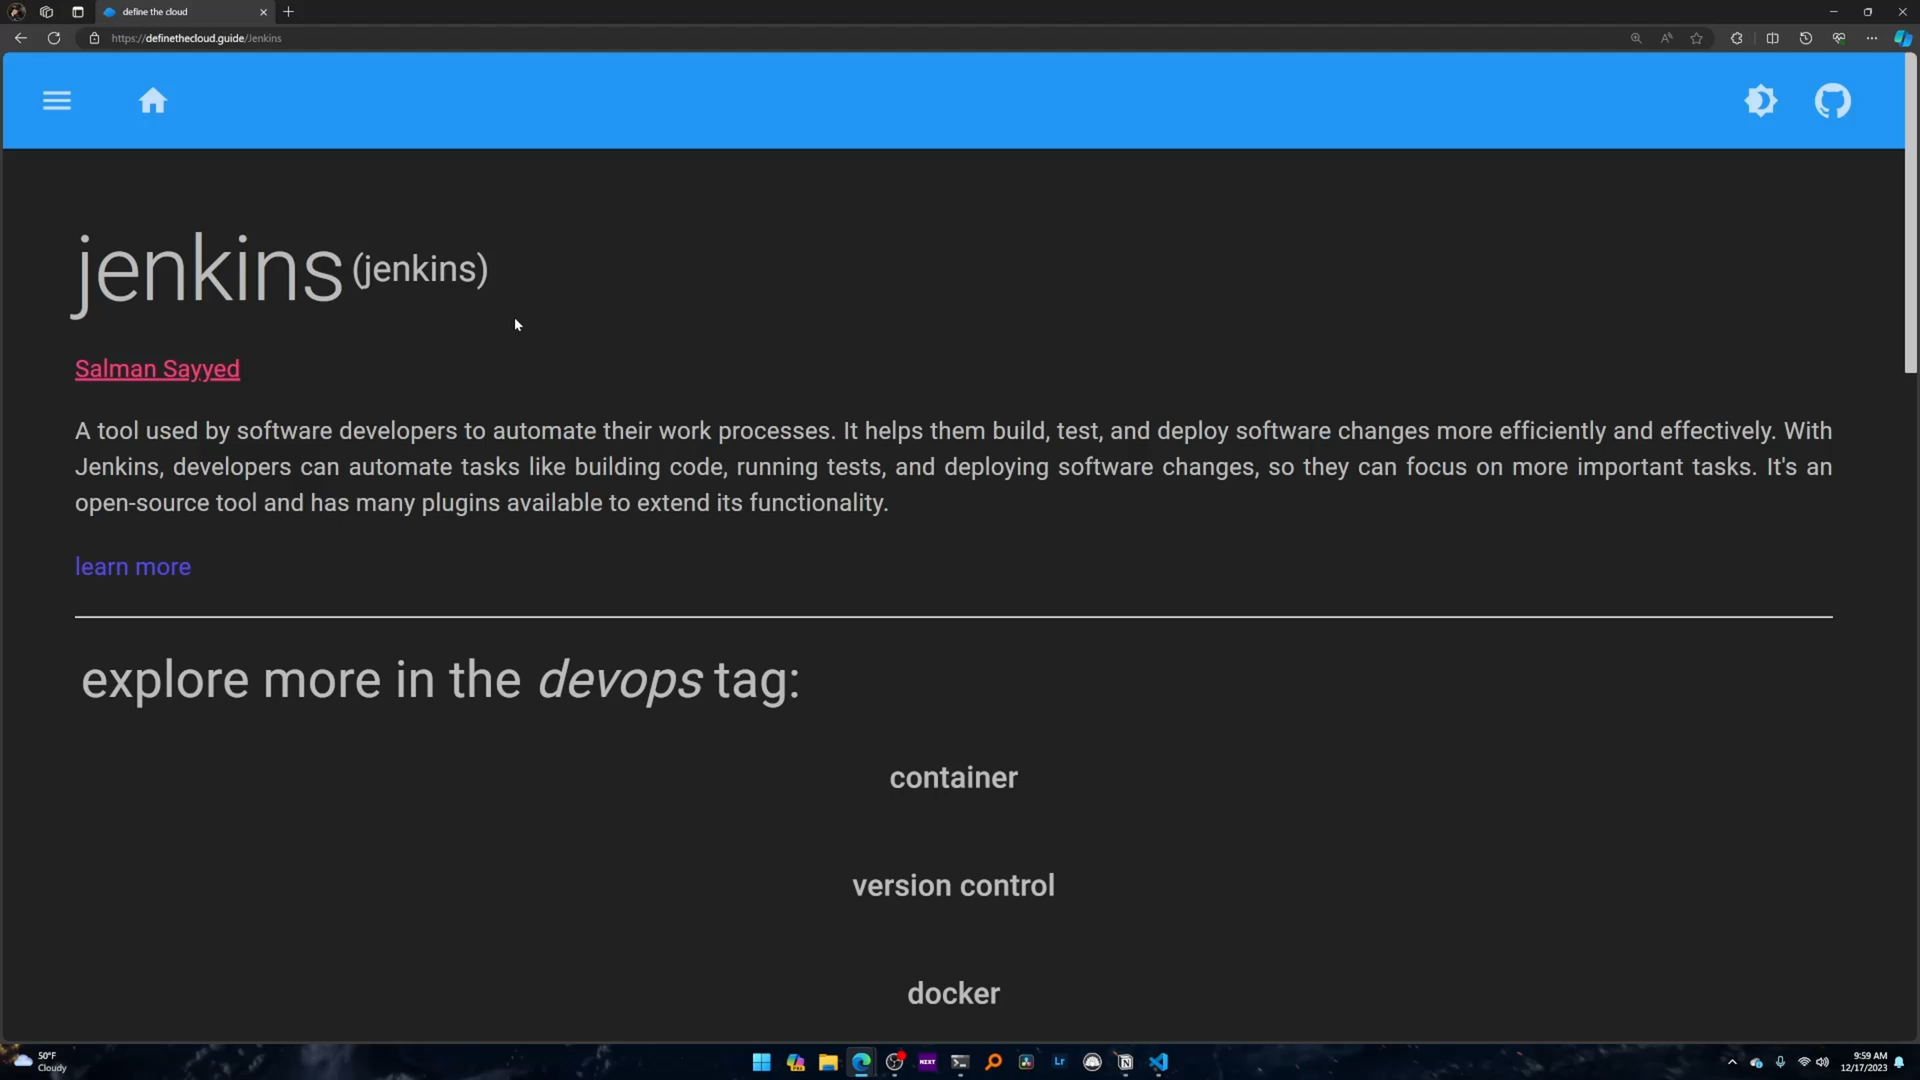 define the cloud
https://definethecloud.guide/Jenkins
jenkins (jenkins)
Salman Sayyed
A tool used by software developers to automate their work processes. It helps them build, test, and deploy software changes more efficiently and effectively. With
Jenkins, developers can automate tasks like building code, running tests, and deploying software changes, so they can focus on more important tasks. It's an
open-source tool and has many plugins available to extend its functionality.
learn more
explore more in the devops tag:
container
version control
docker
50°F
Cloudy
NZXT
Lr
9:59 AM
12/17/2023